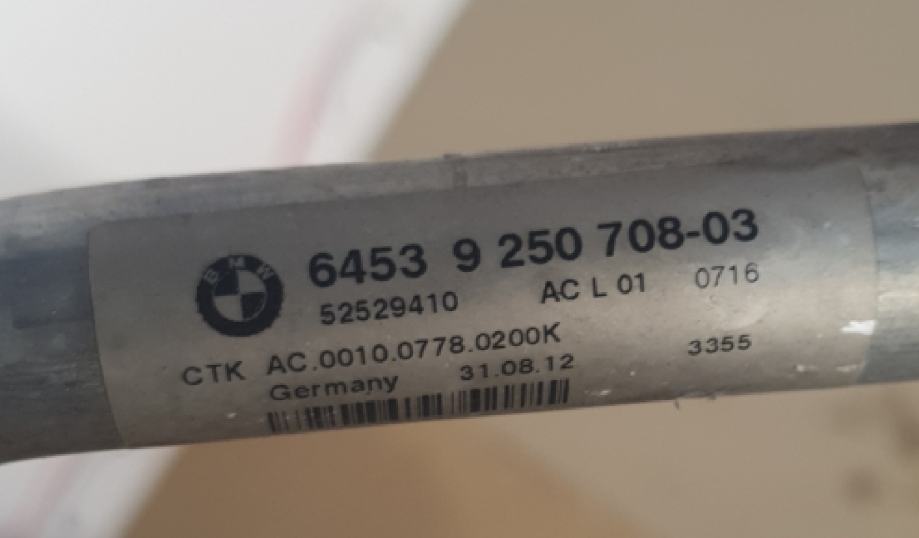 BMW
6453 9 250 708-03
52529410 AC L 01 0716
CTK AC.0010.0778.0200K
Germany 31.08.12 3355